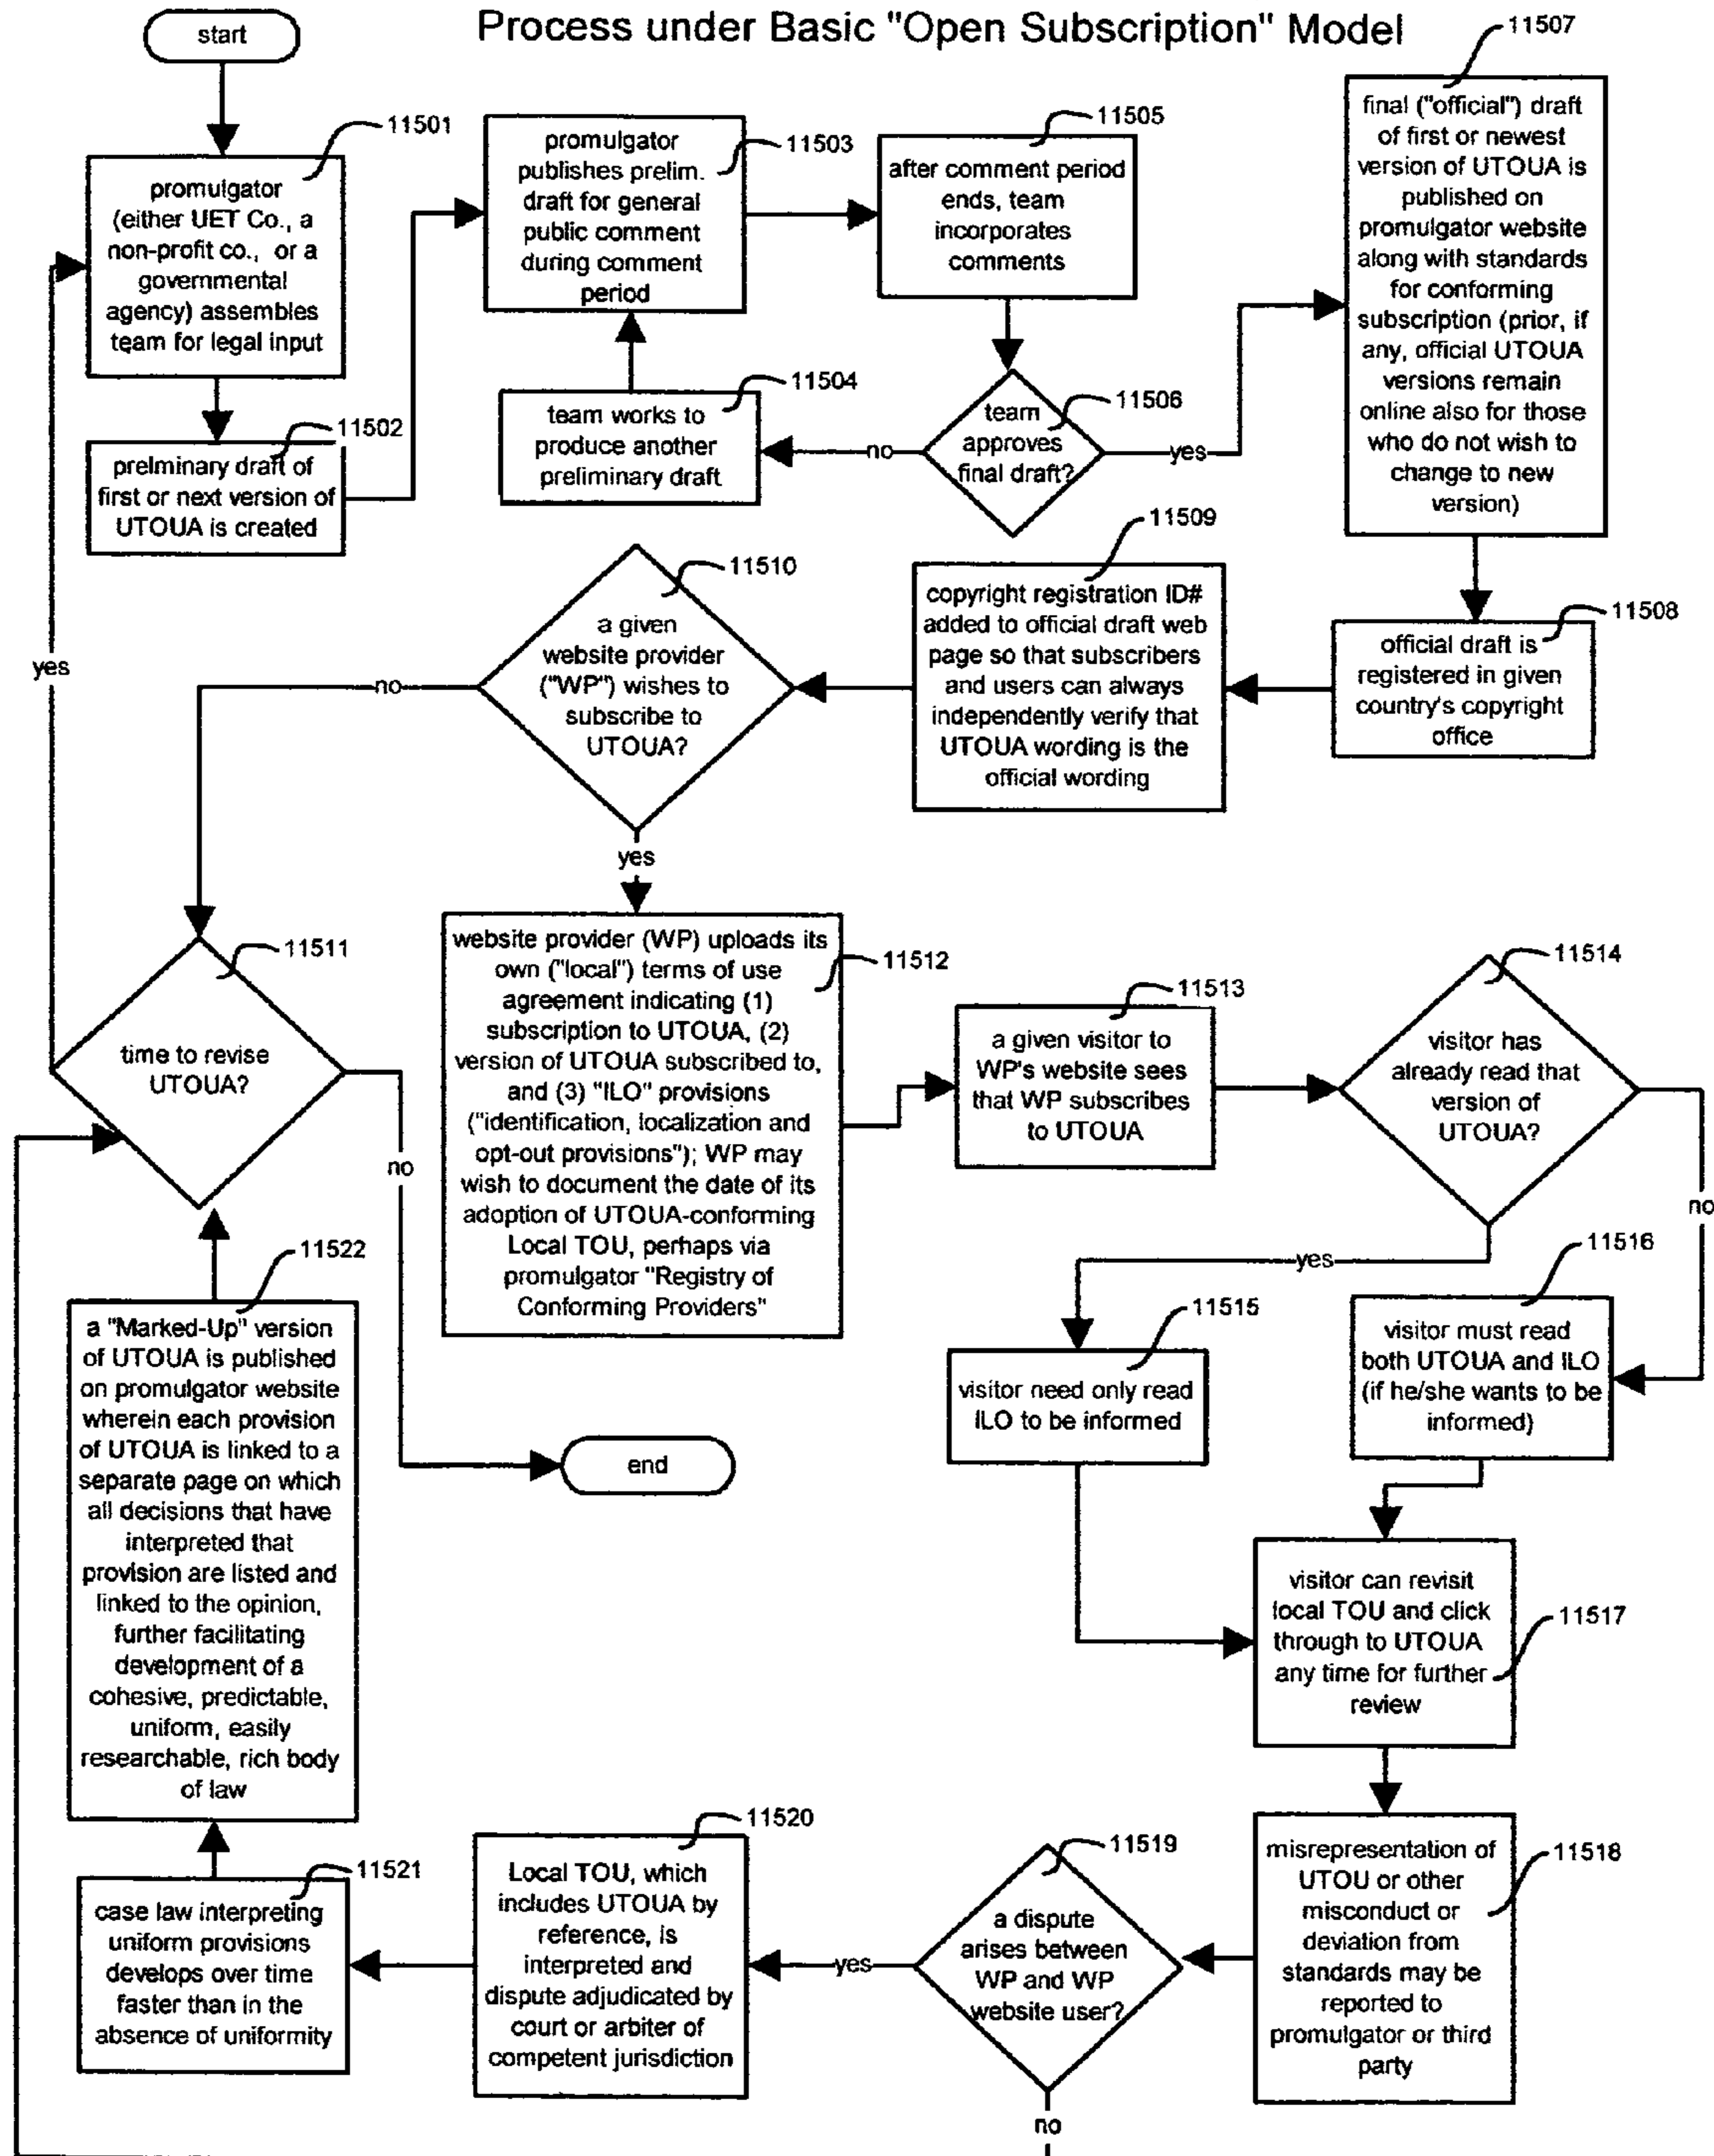 Process under Basic "Open Subscription" Model
start
11501
promulgator
(either UET Co., a
non-profit co., or a
governmental
agency) assembles
team for legal input
11502
prelminary draft of
first or next version of
UTOUA is created
11503
promulgator
publishes prelim.
draft for general
public comment
during comment
period
11504
team works to
produce another
preliminary draft
11505
after comment period
ends, team
incorporates
comments
11506
team
approves
final draft?
no
yes
11507
final ("official") draft
of first or newest
version of UTOUA is
published on
promulgator website
along with standards
for conforming
subscription (prior, if
any, official UTOUA
versions remain
online also for those
who do not wish to
change to new
version)
11508
official draft is
registered in given
country's copyright
office
11509
copyright registration ID#
added to official draft web
page so that subscribers
and users can always
independently verify that
UTOUA wording is the
official wording
11510
a given
website provider
("WP") wishes to
subscribe to
UTOUA?
no
yes
11511
time to revise
UTOUA?
yes
no
end
11512
website provider (WP) uploads its
own ("local") terms of use
agreement indicating (1)
subscription to UTOUA, (2)
version of UTOUA subscribed to,
and (3) "ILO" provisions
("identification, localization and
opt-out provisions"); WP may
wish to document the date of its
adoption of UTOUA-conforming
Local TOU, perhaps via
promulgator "Registry of
Conforming Providers"
11513
a given visitor to
WP's website sees
that WP subscribes
to UTOUA
11514
visitor has
already read that
version of
UTOUA?
yes
no
11515
visitor need only read
ILO to be informed
11516
visitor must read
both UTOUA and ILO
(if he/she wants to be
informed)
11517
visitor can revisit
local TOU and click
through to UTOUA
any time for further
review
11518
misrepresentation of
UTOU or other
misconduct or
deviation from
standards may be
reported to
promulgator or third
party
11519
a dispute
arises between
WP and WP
website user?
yes
no
11520
Local TOU, which
includes UTOUA by
reference, is
interpreted and
dispute adjudicated by
court or arbiter of
competent jurisdiction
11521
case law interpreting
uniform provisions
develops over time
faster than in the
absence of uniformity
11522
a "Marked-Up" version
of UTOUA is published
on promulgator website
wherein each provision
of UTOUA is linked to a
separate page on which
all decisions that have
interpreted that
provision are listed and
linked to the opinion,
further facilitating
development of a
cohesive, predictable,
uniform, easily
researchable, rich body
of law